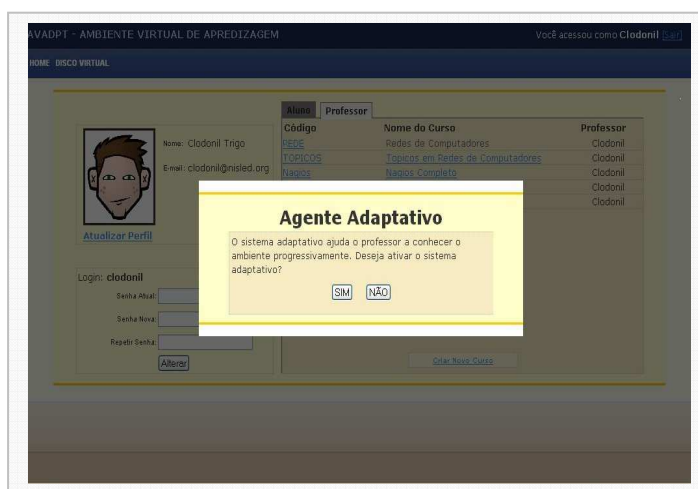 AVADPT - AMBIENTE VIRTUAL DE APREDIZAGEM
Você acessou como Clodonil [Sair]
HOME DISCO VIRTUAL
Aluno Professor
Código Nome do Curso Professor
REDE Redes de Computadores Clodonil
TOPICOS Topicos em Redes de Computadores Clodonil
Nagios Nagios Completo Clodonil
Clodonil
Clodonil
Nome: Clodonil Trigo
E-mail: clodonil@nisled.org
Atualizar Perfil
Agente Adaptativo
O sistema adaptativo ajuda o professor a conhecer o
ambiente progressivamente. Deseja ativar o sistema
adaptativo?
SIM NÃO
Login: clodonil
Senha Atual:
Senha Nova:
Repetir Senha:
Alterar
Criar Novo Curso